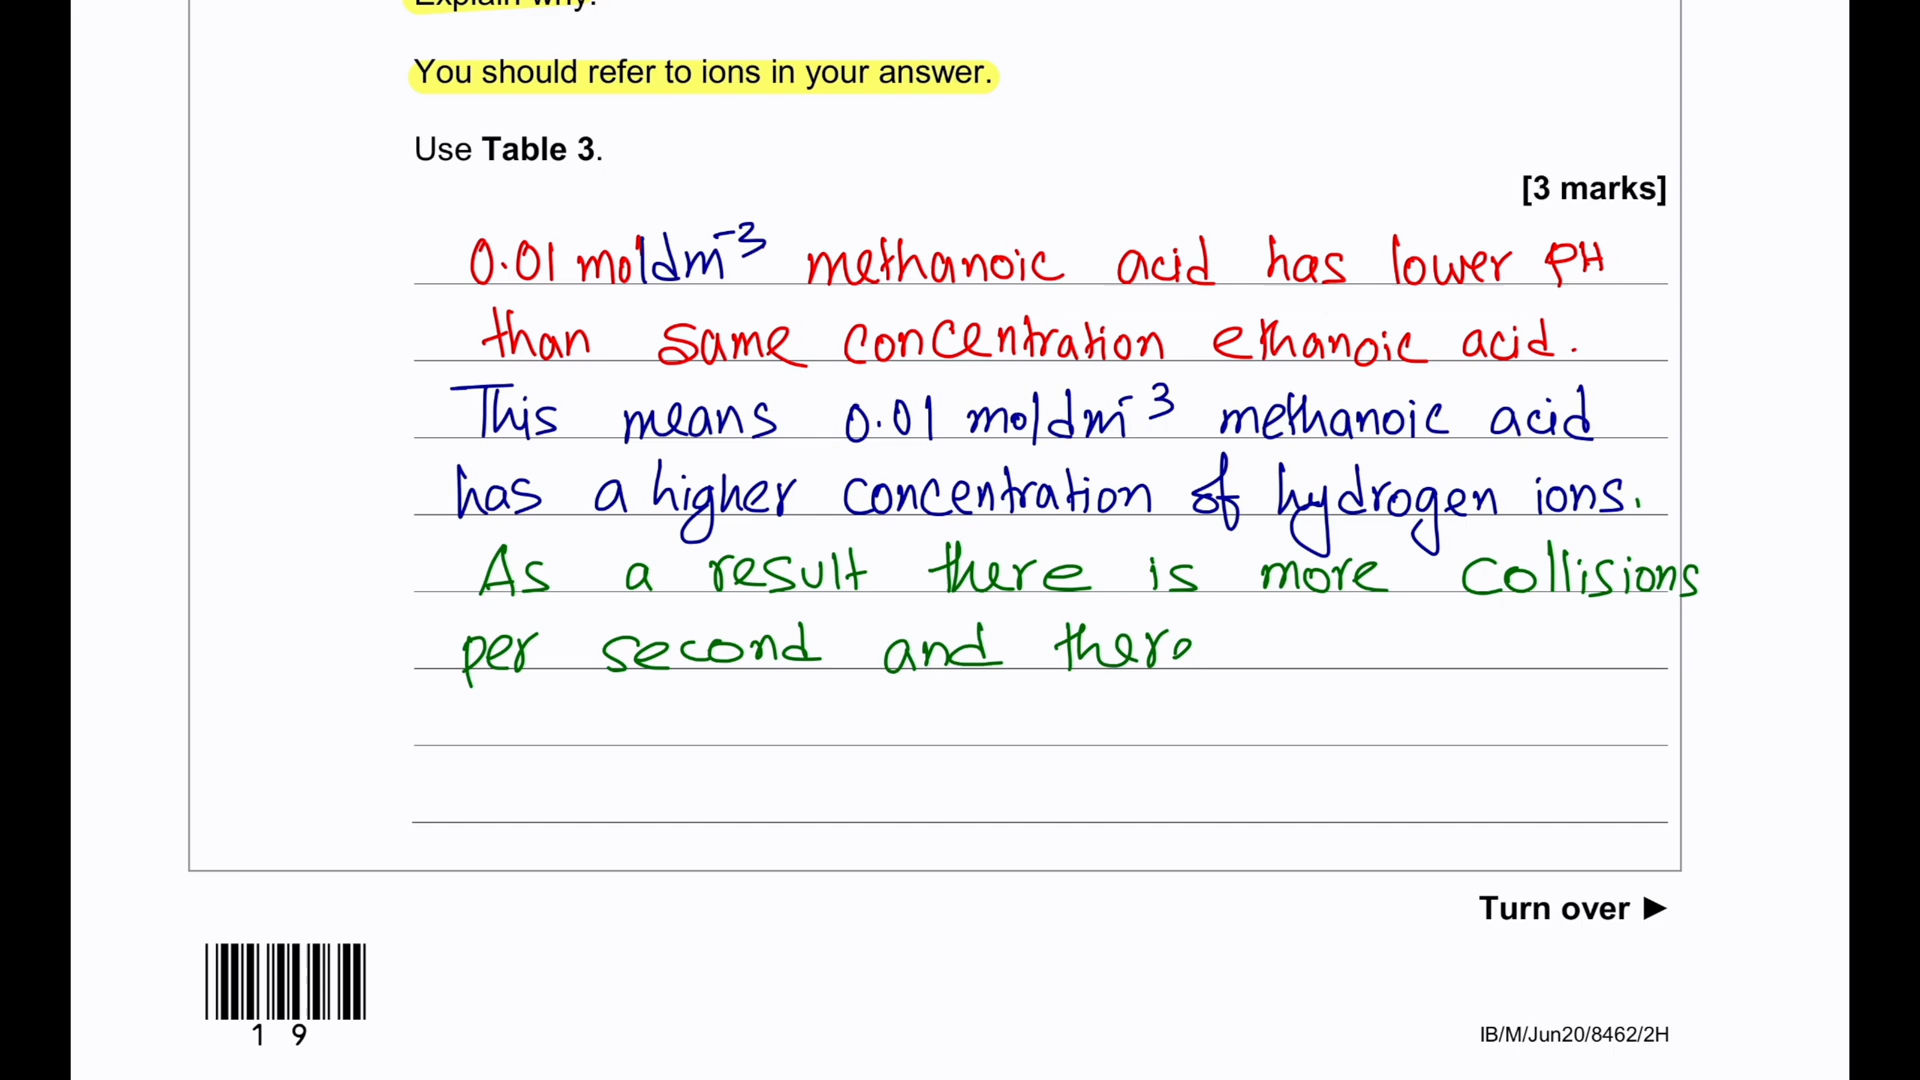 Explain why.
You should refer to ions in your answer.
Use Table 3.
[3 marks]
0.01 moldm⁻³ methanoic acid has lower PH
than same concentration ethanoic acid.
This means 0.01 moldm⁻³ methanoic acid
has a higher concentration of hydrogen ions.
As a result there is more collisions
per second and there
Turn over ►
1 9
IB/M/Jun20/8462/2H